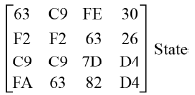 63 C9 FE 30
F2 F2 63 26
C9 C9 7D D4
FA 63 82 D4
State